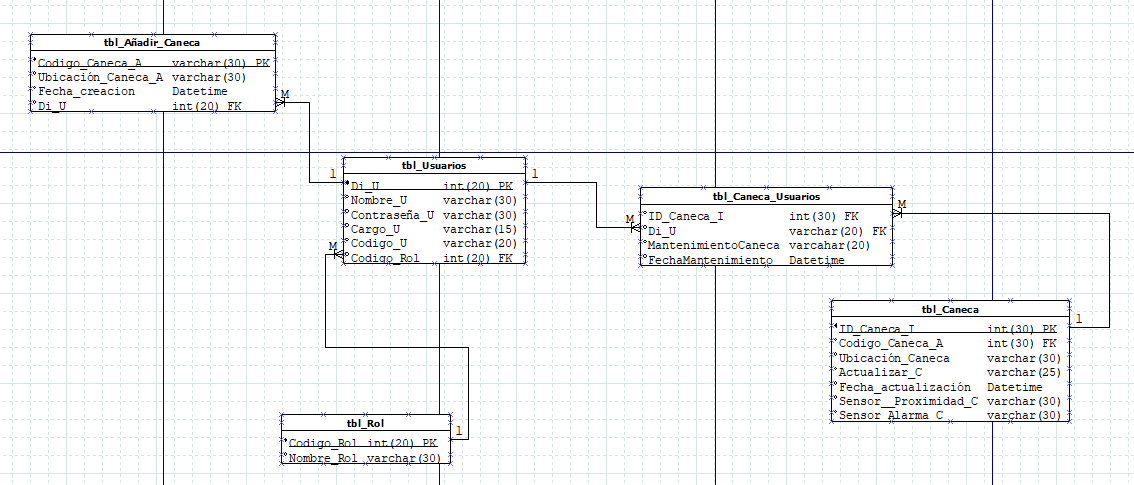 tbl_Añadir_Caneca
Codigo_Caneca_A varchar(30) PK
Ubicación_Caneca_A varchar(30)
Fecha_creacion Datetime
Di_U int(20) FK
M
1
tbl_Usuarios
Di_U int(20) PK
Nombre_U varchar(30)
Contraseña_U varchar(30)
Cargo_U varchar(15)
Codigo_U varchar(20)
Codigo_Rol int(20) FK
1
M
M
tbl_Caneca_Usuarios
ID_Caneca_I int(30) FK
Di_U varchar(20) FK
MantenimientoCaneca varcahar(20)
FechaMantenimiento Datetime
M
tbl_Caneca
ID_Caneca_I int(30) PK
Codigo_Caneca_A int(30) FK
Ubicación_Caneca varchar(30)
Actualizar_C varchar(25)
Fecha_actualización Datetime
Sensor__Proximidad_C varchar(30)
Sensor_Alarma_C varchar(30)
1
tbl_Rol
Codigo_Rol int(20) PK
Nombre_Rol varchar(30)
1